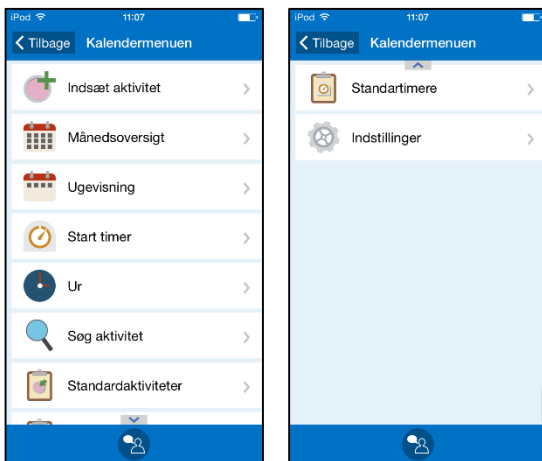 iPod 11:07
Tilbage Kalendermenuen
Indsæt aktivitet
Månedsoversigt
Ugevisning
Start timer
Ur
Søg aktivitet
Standardaktiviteter
iPod 11:07
Tilbage Kalendermenuen
Standartimere
Indstillinger